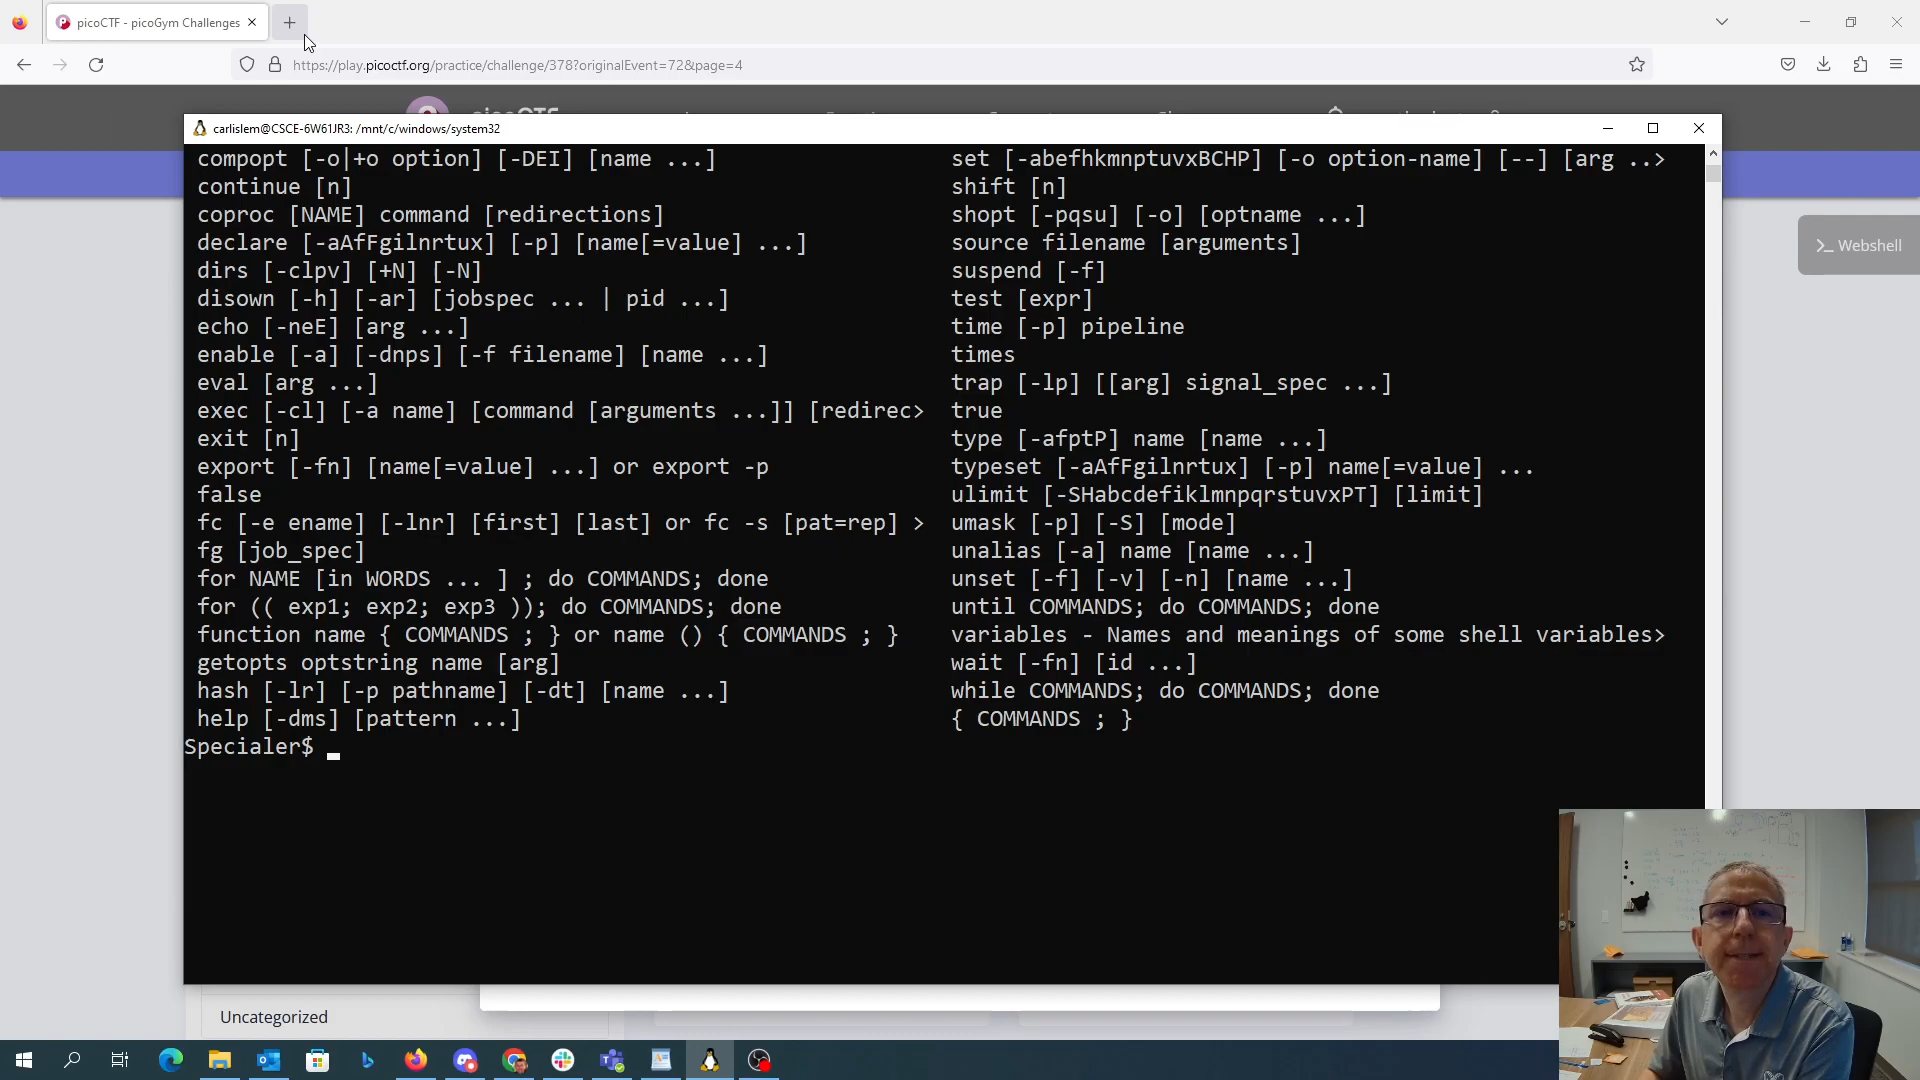 picoCTF - picoGym Challenges
https://play.picoctf.org/practice/challenge/378?originalEvent=72&page=4
carlislem@CSCE-6W61JR3: /mnt/c/windows/system32
compopt [-o|+o option] [-DEI] [name ...]
set [-abefhkmnptuvxBCHP] [-o option-name] [--] [arg ..>
continue [n]
shift [n]
coproc [NAME] command [redirections]
shopt [-pqsu] [-o] [optname ...]
declare [-aAfFgilnrtux] [-p] [name[=value] ...]
source filename [arguments]
dirs [-clpv] [+N] [-N]
suspend [-f]
disown [-h] [-ar] [jobspec ... | pid ...]
test [expr]
echo [-neE] [arg ...]
time [-p] pipeline
enable [-a] [-dnps] [-f filename] [name ...]
times
eval [arg ...]
trap [-lp] [[arg] signal_spec ...]
exec [-cl] [-a name] [command [arguments ...]] [redirec>
true
exit [n]
type [-afptP] name [name ...]
export [-fn] [name[=value] ...] or export -p
typeset [-aAfFgilnrtux] [-p] name[=value] ...
false
ulimit [-SHabcdefiklmnpqrstuvxPT] [limit]
fc [-e ename] [-lnr] [first] [last] or fc -s [pat=rep] >
umask [-p] [-S] [mode]
fg [job_spec]
unalias [-a] name [name ...]
for NAME [in WORDS ... ] ; do COMMANDS; done
unset [-f] [-v] [-n] [name ...]
for (( exp1; exp2; exp3 )); do COMMANDS; done
until COMMANDS; do COMMANDS; done
function name { COMMANDS ; } or name () { COMMANDS ; }
variables - Names and meanings of some shell variables>
getopts optstring name [arg]
wait [-fn] [id ...]
hash [-lr] [-p pathname] [-dt] [name ...]
while COMMANDS; do COMMANDS; done
help [-dms] [pattern ...]
{ COMMANDS ; }
Specialer$
>_ Webshell
Uncategorized